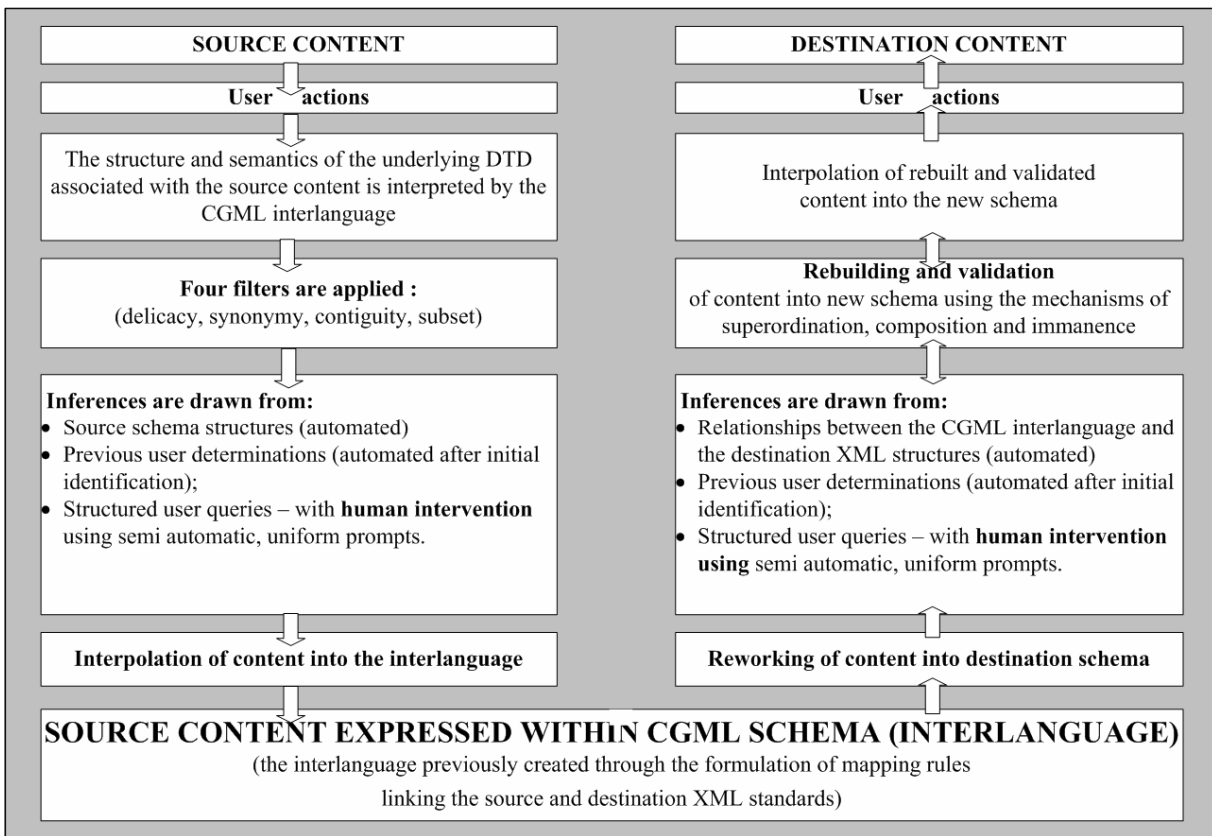 SOURCE CONTENT
User actions
The structure and semantics of the underlying DTD
associated with the source content is interpreted by the
CGML interlanguage
Four filters are applied :
(delicacy, synonymy, contiguity, subset)
Inferences are drawn from:
• Source schema structures (automated)
• Previous user determinations (automated after initial
identification);
• Structured user queries – with human intervention
using semi automatic, uniform prompts.
Interpolation of content into the interlanguage
DESTINATION CONTENT
User actions
Interpolation of rebuilt and validated
content into the new schema
Rebuilding and validation
of content into new schema using the mechanisms of
superordination, composition and immanence
Inferences are drawn from:
• Relationships between the CGML interlanguage and
the destination XML structures (automated)
• Previous user determinations (automated after initial
identification);
• Structured user queries – with human intervention
using semi automatic, uniform prompts.
Reworking of content into destination schema
SOURCE CONTENT EXPRESSED WITHIN CGML SCHEMA (INTERLANGUAGE)
(the interlanguage previously created through the formulation of mapping rules
linking the source and destination XML standards)